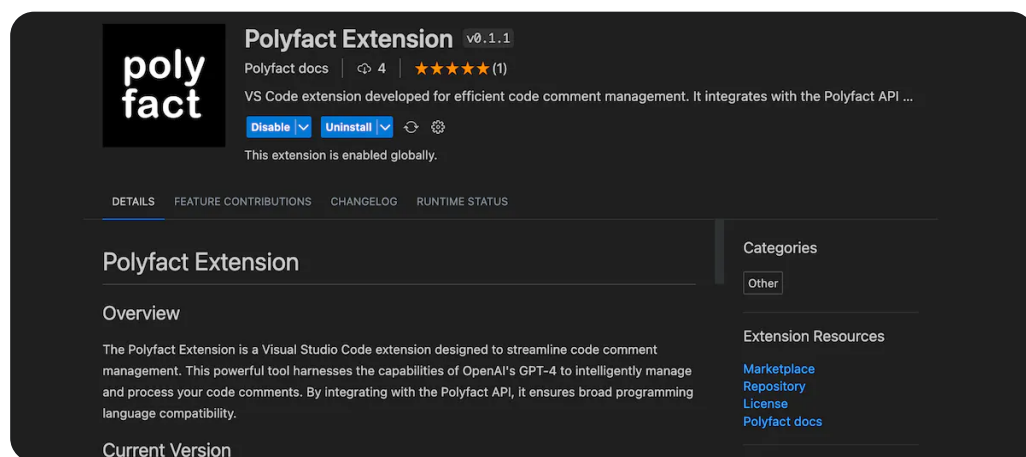 poly
fact
Polyfact Extension v0.1.1
Polyfact docs 4 (1)
VS Code extension developed for efficient code comment management. It integrates with the Polyfact API ...
Disable Uninstall
This extension is enabled globally.
DETAILS FEATURE CONTRIBUTIONS CHANGELOG RUNTIME STATUS
Polyfact Extension
Overview
The Polyfact Extension is a Visual Studio Code extension designed to streamline code comment
management. This powerful tool harnesses the capabilities of OpenAI's GPT-4 to intelligently manage
and process your code comments. By integrating with the Polyfact API, it ensures broad programming
language compatibility.
Current Version
Categories
Other
Extension Resources
Marketplace
Repository
License
Polyfact docs